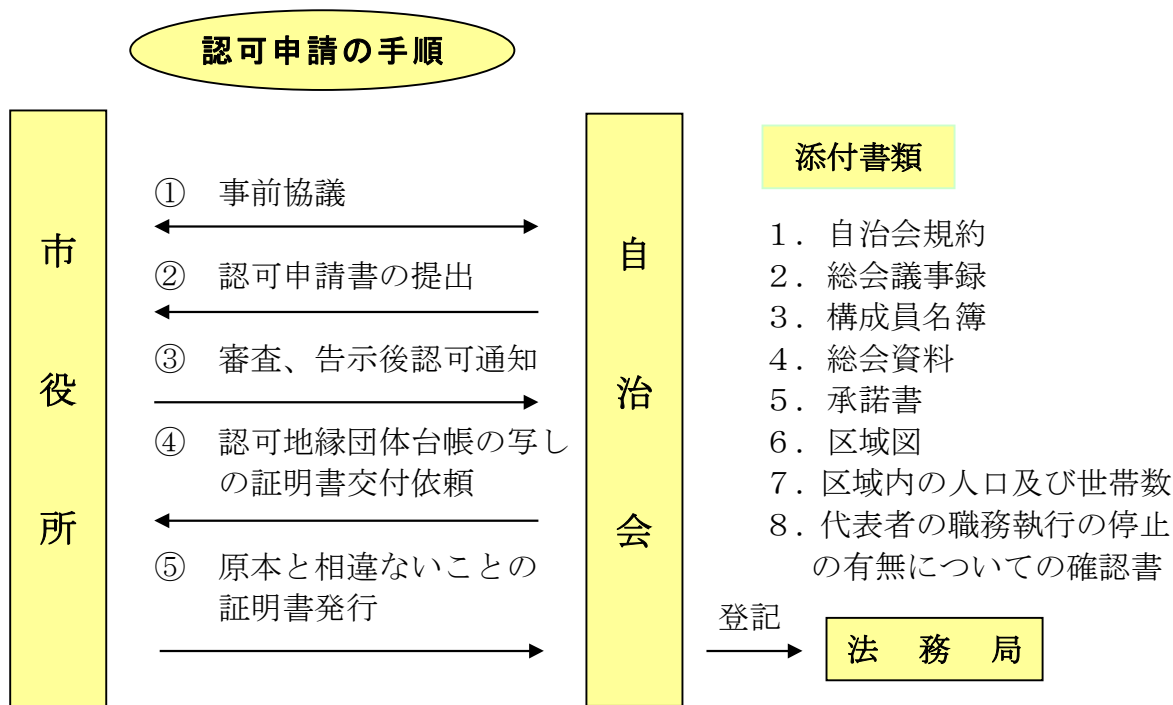 認可申請の手順
市役所
① 事前協議
② 認可申請書の提出
③ 審査、告示後認可通知
④ 認可地縁団体台帳の写し
の証明書交付依頼
⑤ 原本と相違ないことの
証明書発行
自治会
添付書類
１．自治会規約
２．総会議事録
３．構成員名簿
４．総会資料
５．承諾書
６．区域図
７．区域内の人口及び世帯数
８．代表者の職務執行の停止
の有無についての確認書
登記
法務局